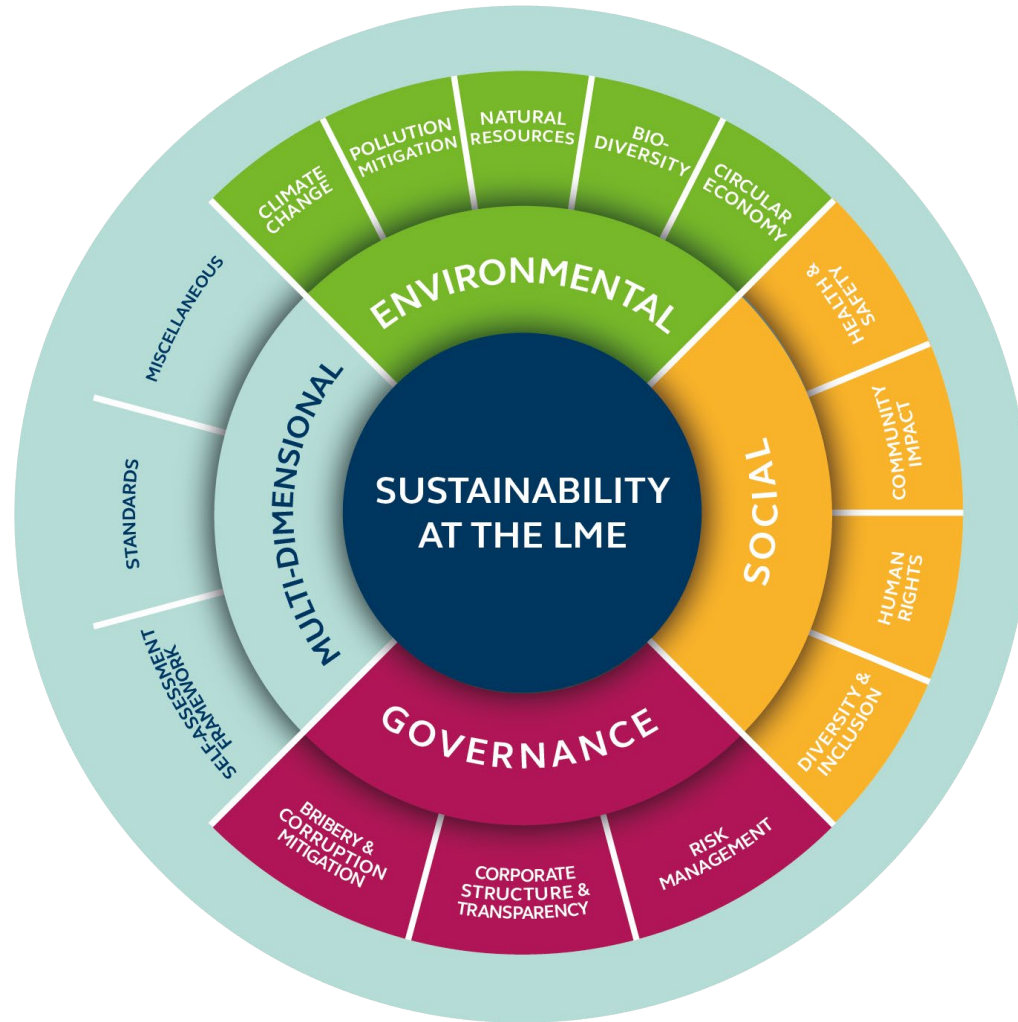 SUSTAINABILITY
AT THE LME
ENVIRONMENTAL
CLIMATE
CHANGE
POLLUTION
MITIGATION
NATURAL
RESOURCES
BIO-
DIVERSITY
CIRCULAR
ECONOMY
SOCIAL
HEALTH &
SAFETY
COMMUNITY
IMPACT
HUMAN
RIGHTS
DIVERSITY &
INCLUSION
GOVERNANCE
RISK
MANAGEMENT
CORPORATE
STRUCTURE &
TRANSPARENCY
BRIBERY &
CORRUPTION
MITIGATION
MULTI-DIMENSIONAL
SELF-ASSESSMENT
FRAMEWORK
STANDARDS
MISCELLANEOUS